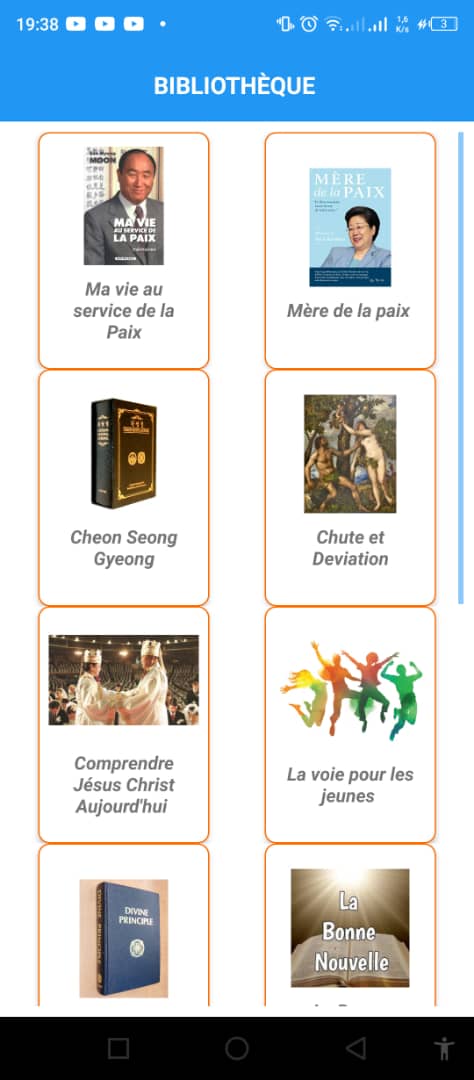 19:38
1,6
K/s
3
BIBLIOTHÈQUE
MOON
MA VIE
AU SERVICE DE
LA PAIX
Ma vie au
service de la
Paix
MÈRE
de la PAIX
Mère de la paix
Cheon Seong
Gyeong
Chute et
Deviation
Comprendre
Jésus Christ
Aujourd'hui
La voie pour les
jeunes
DIVINE PRINCIPLE
DIVINE
PRINCIPLE
La
Bonne
Nouvelle